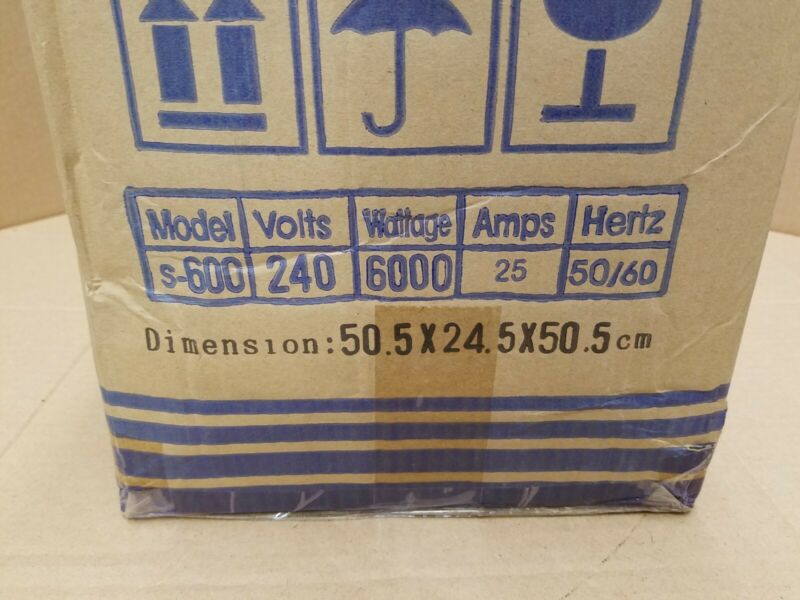 Model Volts Wattage Amps Hertz
s-600 240 6000 25 50/60
Dimension: 50.5X24.5X50.5cm